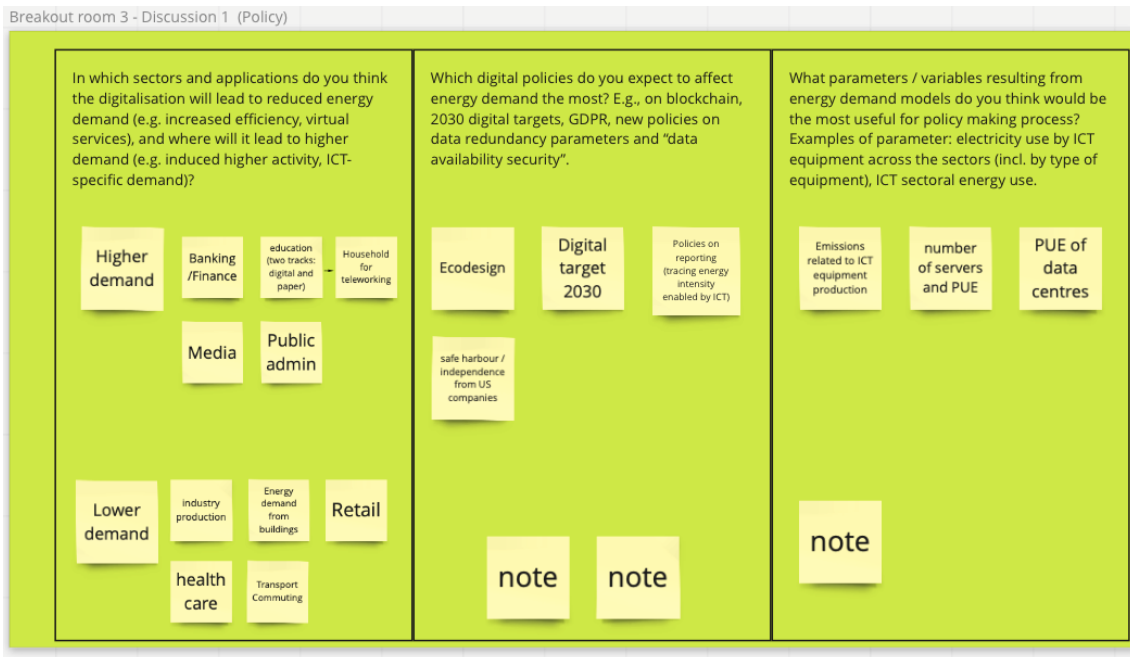 Breakout room 3 - Discussion 1 (Policy)
In which sectors and applications do you think
the digitalisation will lead to reduced energy
demand (e.g. increased efficiency, virtual
services), and where will it lead to higher
demand (e.g. induced higher activity, ICT-
specific demand)?
Higher
demand
Banking
/Finance
education
(two tracks:
digital and
paper)
Household
for
teleworking
Media
Public
admin
Lower
demand
industry
production
Energy
demand
from
buildings
Retail
health
care
Transport
Commuting
Which digital policies do you expect to affect
energy demand the most? E.g., on blockchain,
2030 digital targets, GDPR, new policies on
data redundancy parameters and “data
availability security”.
Ecodesign
Digital
target
2030
Policies on
reporting
(tracing energy
intensity
enabled by ICT)
safe harbour /
independence
from US
companies
note
note
What parameters / variables resulting from
energy demand models do you think would be
the most useful for policy making process?
Examples of parameter: electricity use by ICT
equipment across the sectors (incl. by type of
equipment), ICT sectoral energy use.
Emissions
related to ICT
equipment
production
number
of servers
and PUE
PUE of
data
centres
note